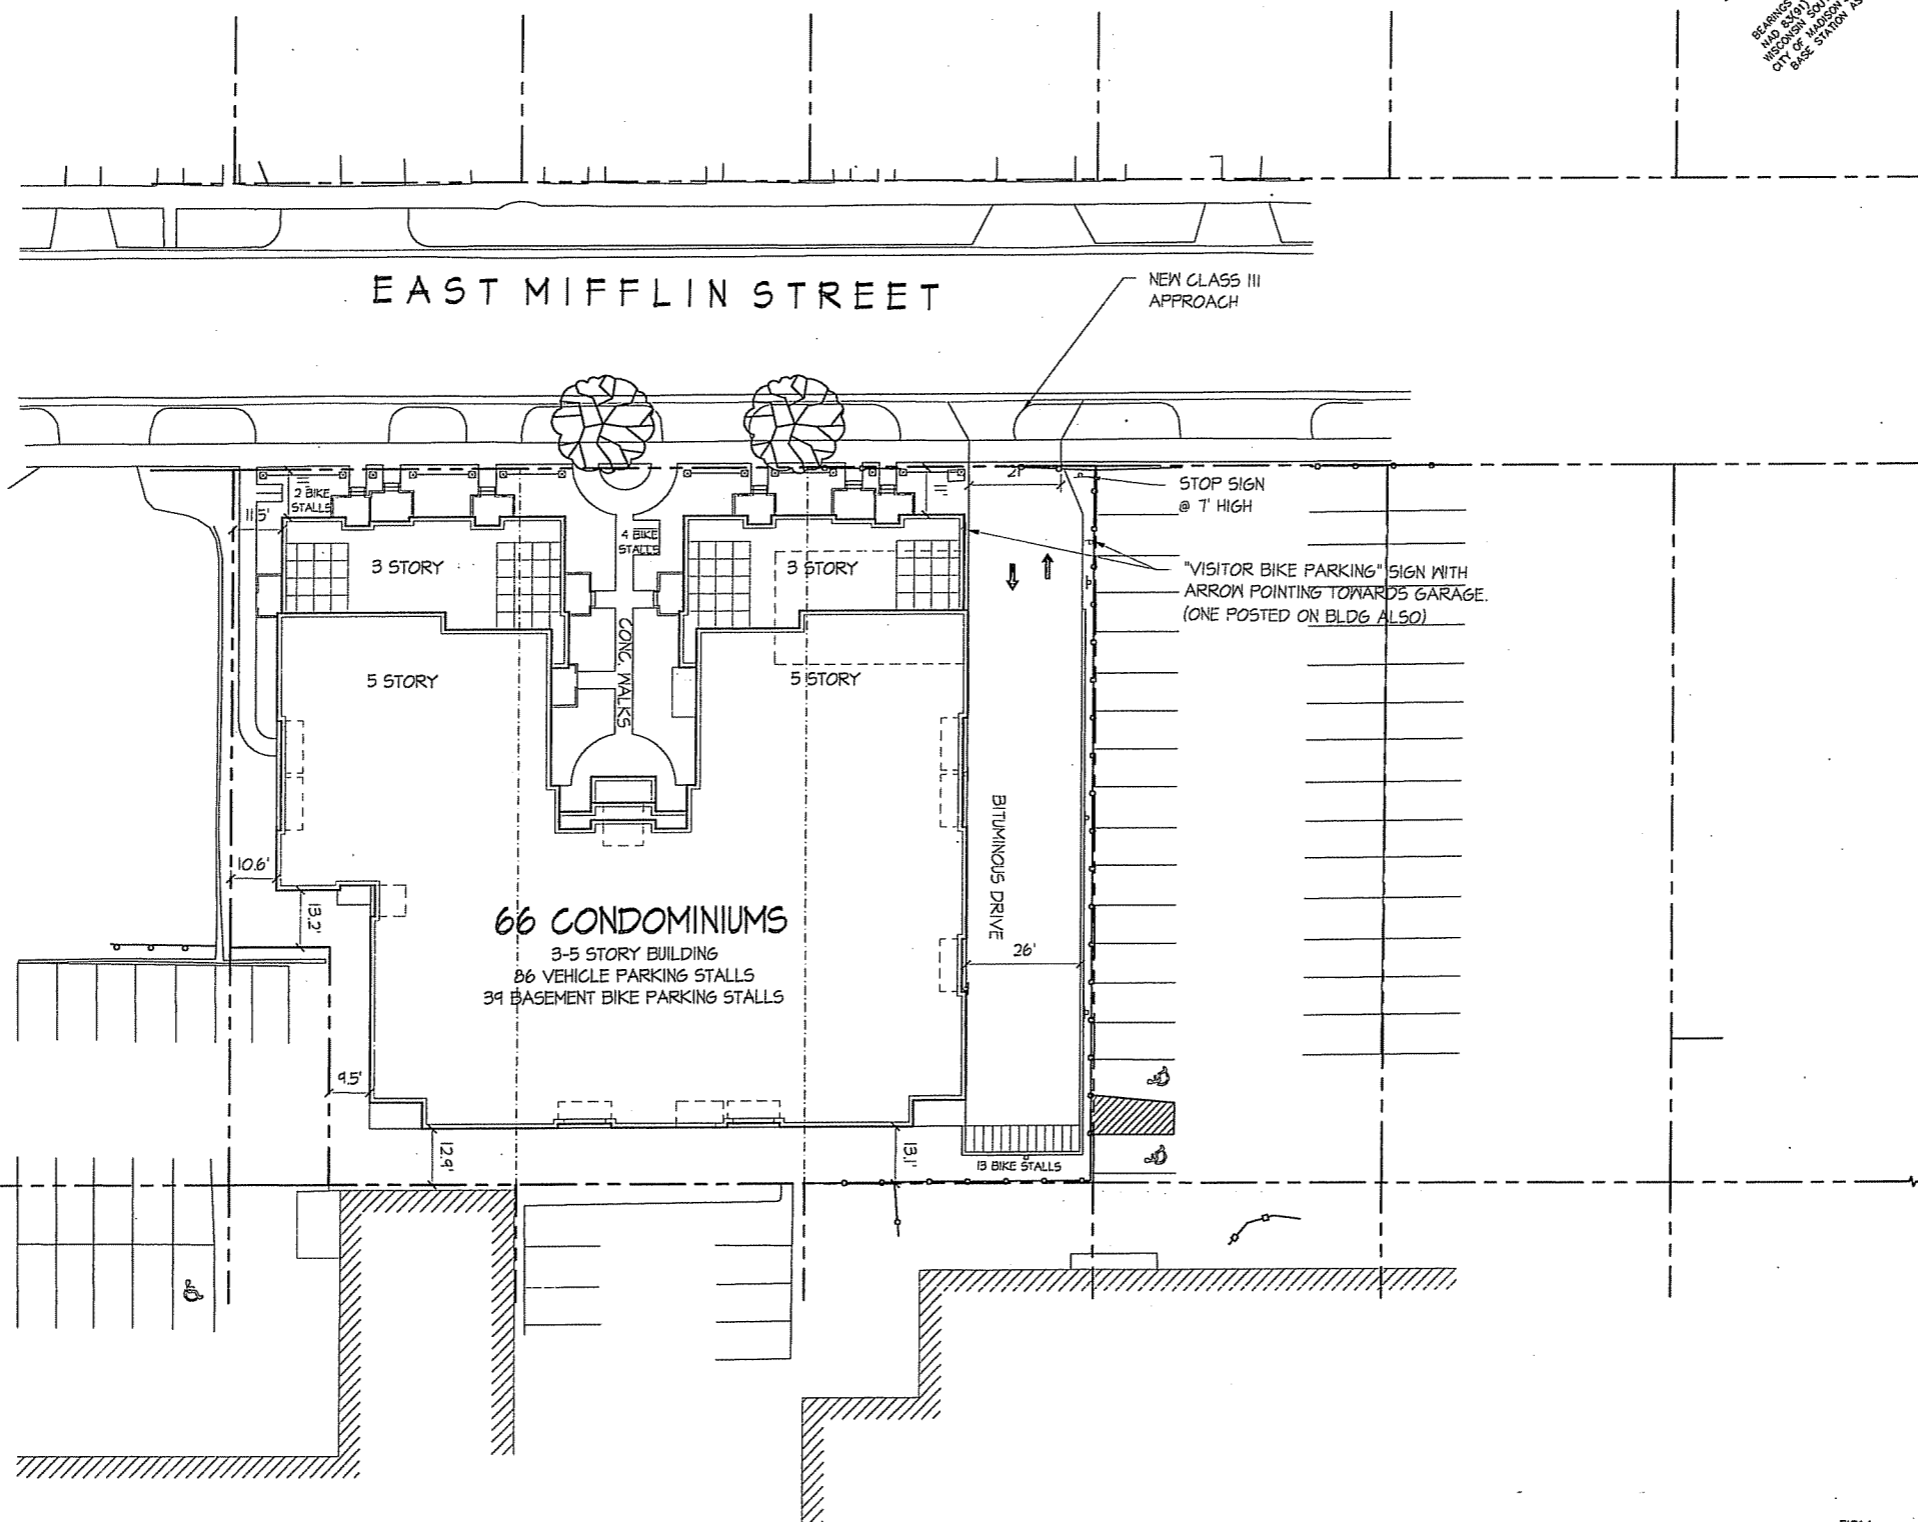 BEARINGS
NAD 83(91)
WISCONSIN SOU
CITY OF MADISON
BASE STATION AS
EAST MIFFLIN STREET
NEW CLASS III
APPROACH
21'
STOP SIGN
@ 7' HIGH
2 BIKE
STALLS
11.5'
4 BIKE
STALLS
3 STORY
3 STORY
"VISITOR BIKE PARKING" SIGN WITH
ARROW POINTING TOWARDS GARAGE.
(ONE POSTED ON BLDG ALSO)
CONC. WALKS
5 STORY
5 STORY
BITUMINOUS DRIVE
10.6'
13.2'
66 CONDOMINIUMS
3-5 STORY BUILDING
86 VEHICLE PARKING STALLS
39 BASEMENT BIKE PARKING STALLS
26'
9.5'
12.9'
13.1'
13 BIKE STALLS